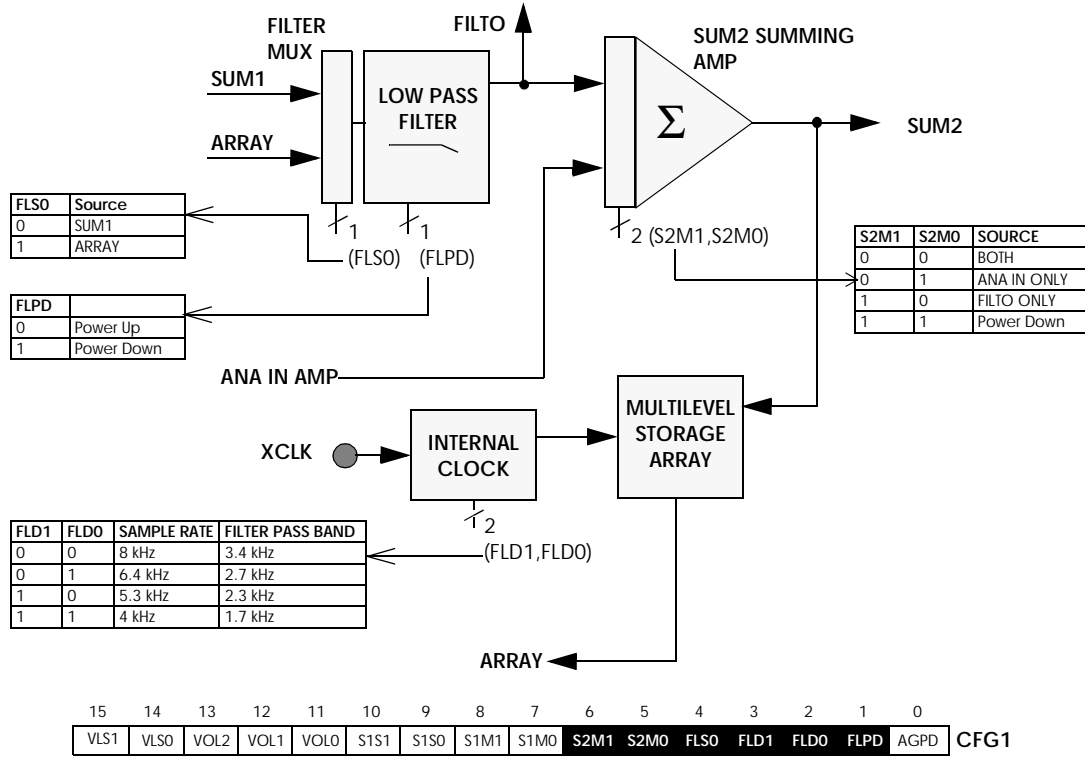 FILTER
MUX
FILTO
SUM2 SUMMING
AMP
SUM1
LOW PASS
FILTER
Σ
SUM2
ARRAY
FLS0 Source
0 SUM1
1 ARRAY
1
(FLS0)
1
(FLPD)
2 (S2M1,S2M0)
S2M1 S2M0 SOURCE
0 0 BOTH
0 1 ANA IN ONLY
1 0 FILTO ONLY
1 1 Power Down
FLPD
0 Power Up
1 Power Down
ANA IN AMP
MULTILEVEL
STORAGE
ARRAY
XCLK
INTERNAL
CLOCK
2
(FLD1,FLD0)
FLD1 FLD0 SAMPLE RATE FILTER PASS BAND
0 0 8 kHz 3.4 kHz
0 1 6.4 kHz 2.7 kHz
1 0 5.3 kHz 2.3 kHz
1 1 4 kHz 1.7 kHz
ARRAY
15 14 13 12 11 10 9 8 7 6 5 4 3 2 1 0
VLS1 VLS0 VOL2 VOL1 VOL0 S1S1 S1S0 S1M1 S1M0 S2M1 S2M0 FLS0 FLD1 FLD0 FLPD AGPD CFG1